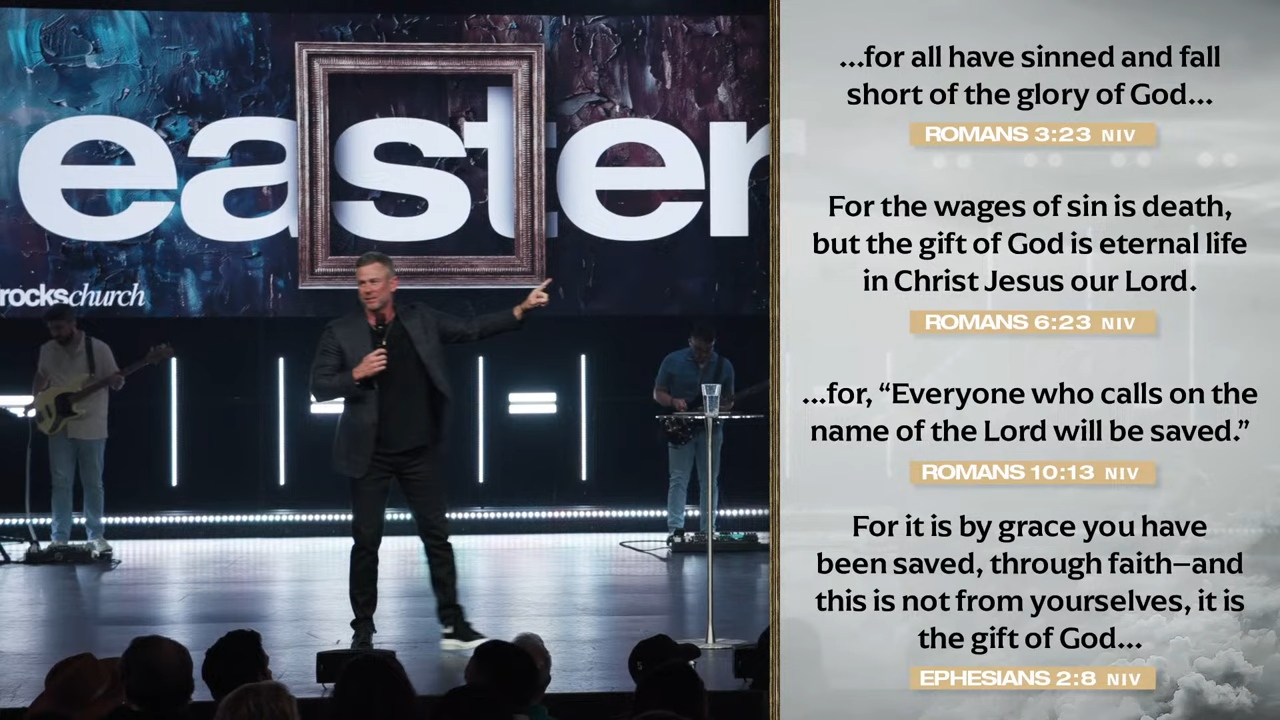 easter
rockschurch
...for all have sinned and fall
short of the glory of God...
ROMANS 3:23 NIV
For the wages of sin is death,
but the gift of God is eternal life
in Christ Jesus our Lord.
ROMANS 6:23 NIV
...for, “Everyone who calls on the
name of the Lord will be saved.”
ROMANS 10:13 NIV
For it is by grace you have
been saved, through faith—and
this is not from yourselves, it is
the gift of God...
EPHESIANS 2:8 NIV